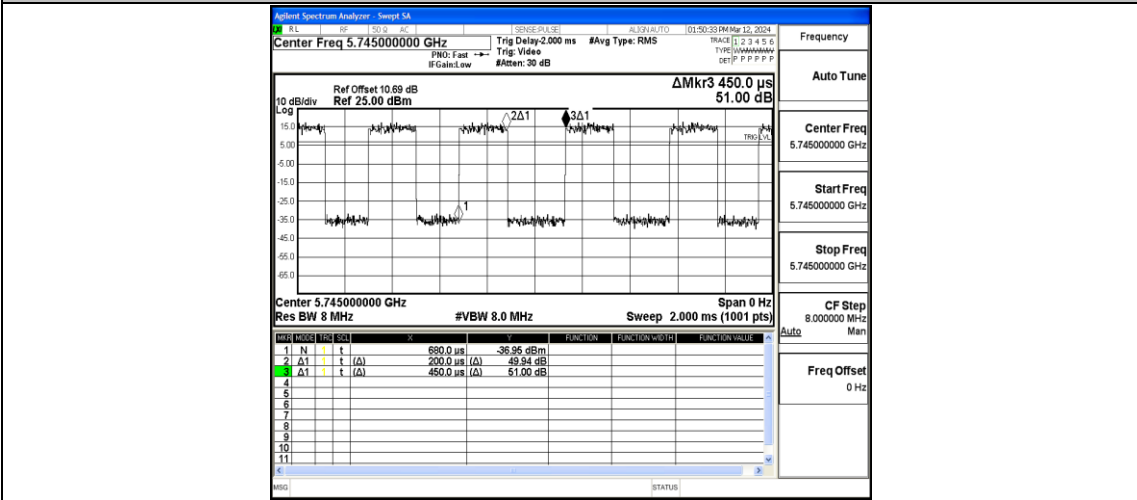 Agilent Spectrum Analyzer - Swept SA
RL RF 50 Ω AC SENSE:PULSE ALIGN AUTO 01:50:33 PM Mar 12, 2024
Center Freq 5.745000000 GHz
PNO: Fast
IFGain:Low
Trig Delay-2.000 ms
Trig: Video
#Atten: 30 dB
#Avg Type: RMS
TRACE 1 2 3 4 5 6
TYPE WWWWWW
DET P P P P P P
Ref Offset 10.69 dB
10 dB/div Ref 25.00 dBm
Log
ΔMkr3 450.0 µs
51.00 dB
2Δ1
3Δ1
15.0
TRIG LVL
5.00
-5.00
-15.0
-25.0
1
-35.0
-45.0
-55.0
-65.0
Center 5.745000000 GHz Span 0 Hz
Res BW 8 MHz #VBW 8.0 MHz Sweep 2.000 ms (1001 pts)
MKR MODE TRC SCL X Y FUNCTION FUNCTION WIDTH FUNCTION VALUE
1 N 1 t 680.0 µs -36.95 dBm
2 Δ1 1 t (Δ) 200.0 µs (Δ) 49.94 dB
3 Δ1 1 t (Δ) 450.0 µs (Δ) 51.00 dB
4
5
6
7
8
9
10
11
MSG STATUS
Frequency
Auto Tune
Center Freq
5.745000000 GHz
Start Freq
5.745000000 GHz
Stop Freq
5.745000000 GHz
CF Step
8.000000 MHz
Auto Man
Freq Offset
0 Hz